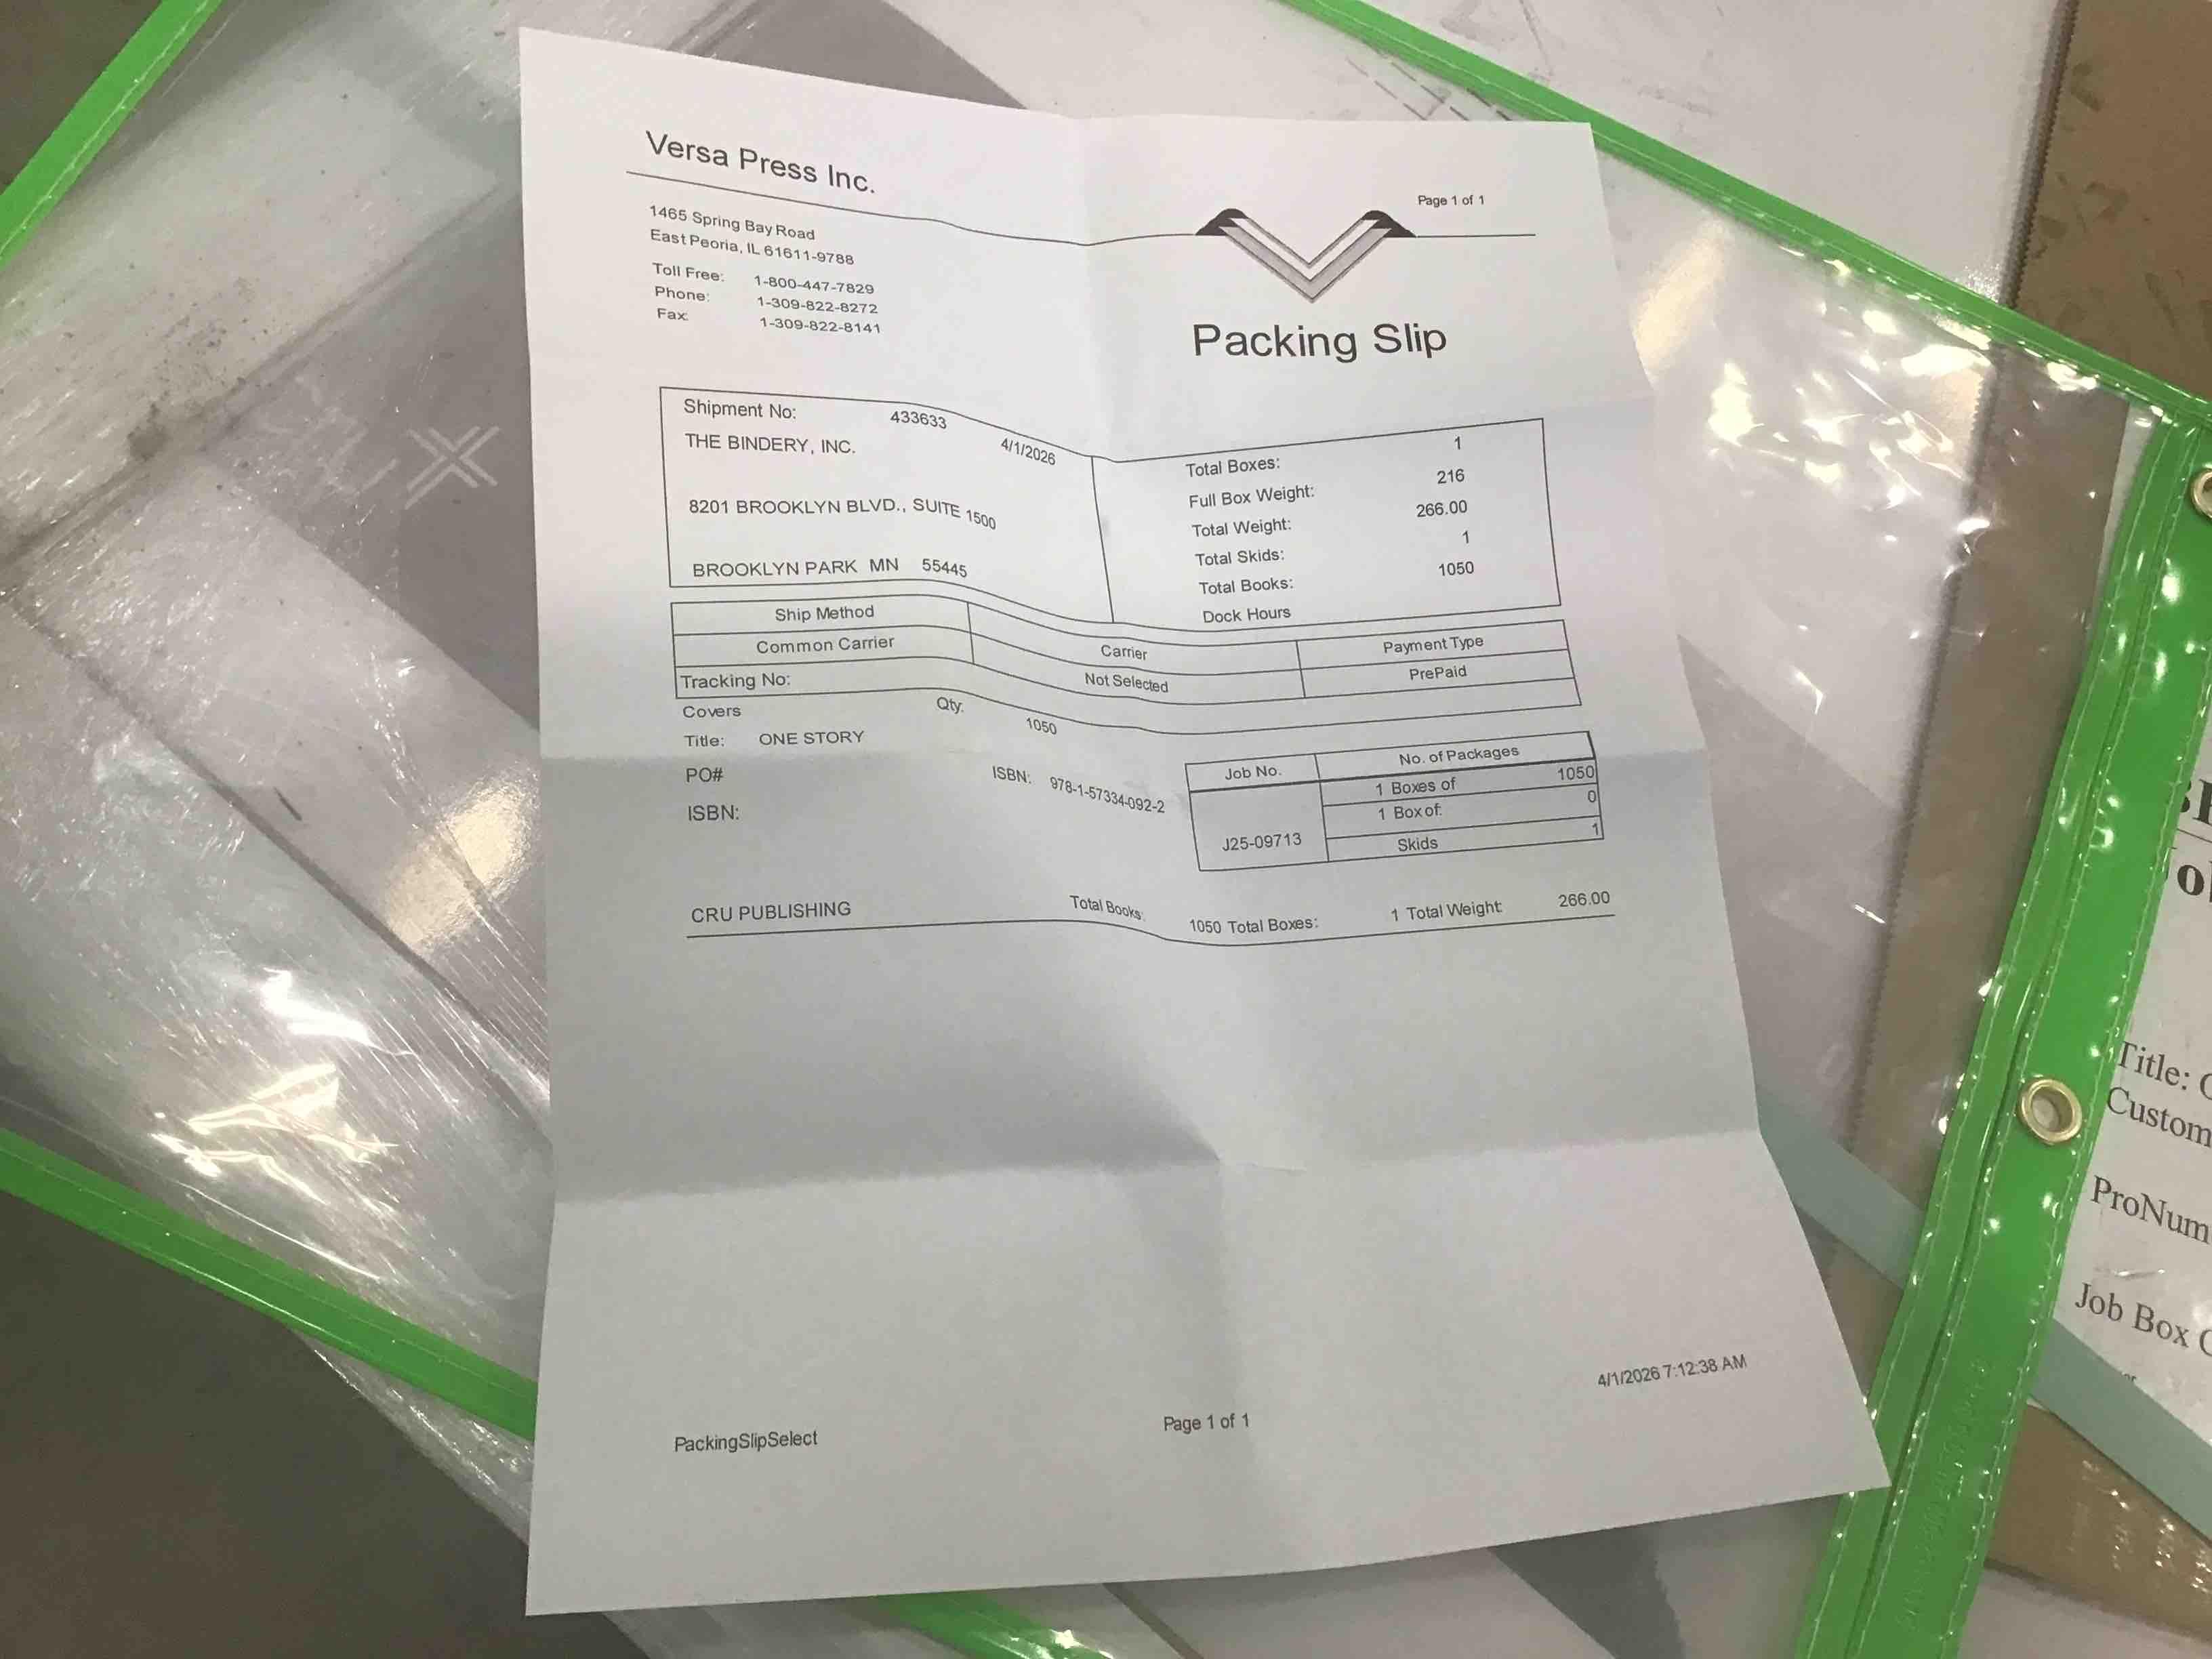 Versa Press Inc.
Page 1 of 1
1465 Spring Bay Road
East Peoria, IL 61611-9788
Toll Free: 1-800-447-7829
Phone: 1-309-822-8272
Fax: 1-309-822-8141
Packing Slip
Shipment No: 433633 4/1/2026
THE BINDERY, INC.
8201 BROOKLYN BLVD., SUITE 1500
BROOKLYN PARK MN 55445
Total Boxes: 1
Full Box Weight: 216
Total Weight: 266.00
Total Skids: 1
Total Books: 1050
Dock Hours
Ship Method Carrier Payment Type
Common Carrier Not Selected PrePaid
Tracking No:
Covers Qty: 1050
Title: ONE STORY
PO# ISBN: 978-1-57334-092-2
ISBN:
Job No. No. of Packages
1 Boxes of 1050
1 Box of: 0
J25-09713 Skids 1
CRU PUBLISHING Total Books: 1050 Total Boxes: 1 Total Weight: 266.00
4/1/2026 7:12:38 AM
PackingSlipSelect Page 1 of 1
Title:
Custom
ProNum
Job Box